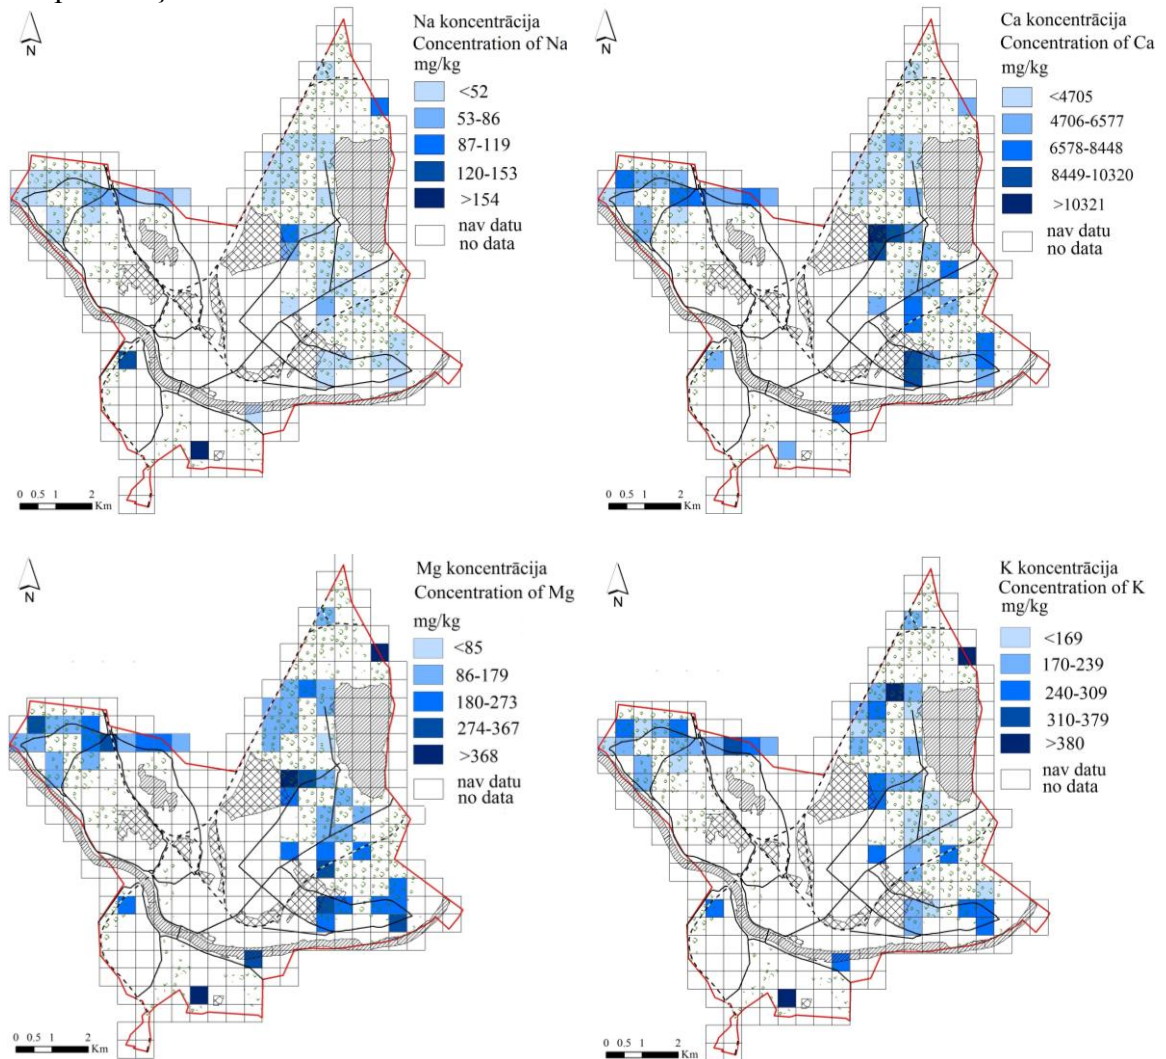 Na koncentrācija
Concentration of Na
mg/kg
<52
53-86
87-119
120-153
>154
nav datu
no data
N
0 0.5 1 2
Km
Ca koncentrācija
Concentration of Ca
mg/kg
<4705
4706-6577
6578-8448
8449-10320
>10321
nav datu
no data
N
0 0.5 1 2
Km
Mg koncentrācija
Concentration of Mg
mg/kg
<85
86-179
180-273
274-367
>368
nav datu
no data
N
0 0.5 1 2
Km
K koncentrācija
Concentration of K
mg/kg
<169
170-239
240-309
310-379
>380
nav datu
no data
N
0 0.5 1 2
Km